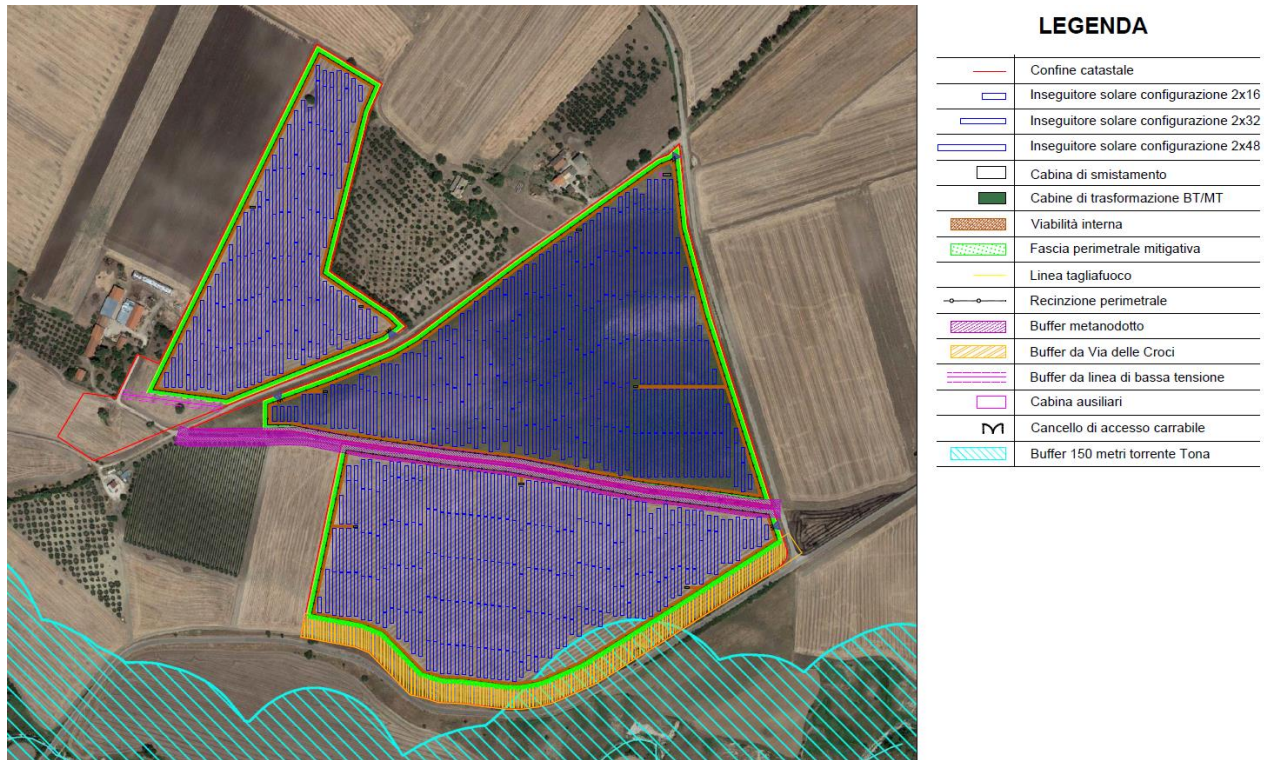 LEGENDA
Confine catastale
Inseguitore solare configurazione 2x16
Inseguitore solare configurazione 2x32
Inseguitore solare configurazione 2x48
Cabina di smistamento
Cabine di trasformazione BT/MT
Viabilità interna
Fascia perimetrale mitigativa
Linea tagliafuoco
Recinzione perimetrale
Buffer metanodotto
Buffer da Via delle Croci
Buffer da linea di bassa tensione
Cabina ausiliari
Cancello di accesso carrabile
Buffer 150 metri torrente Tona